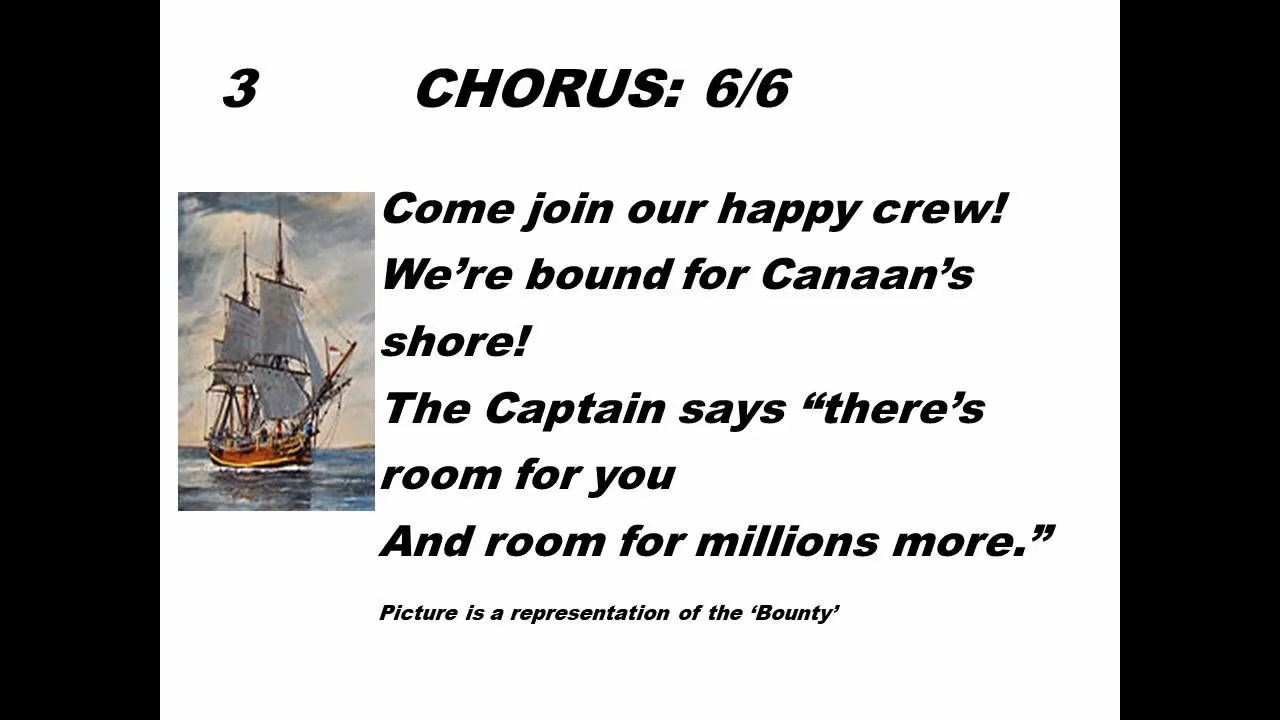 3 CHORUS: 6/6
Come join our happy crew!
We’re bound for Canaan’s
shore!
The Captain says “there’s
room for you
And room for millions more.”
Picture is a representation of the ‘Bounty’